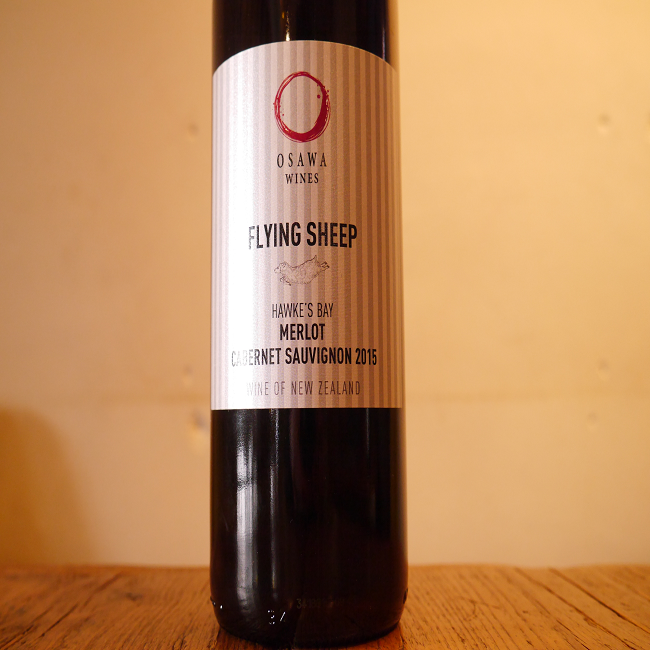 OSAWA
WINES
FLYING SHEEP
HAWKE'S BAY
MERLOT
CABERNET SAUVIGNON 2015
WINE OF NEW ZEALAND